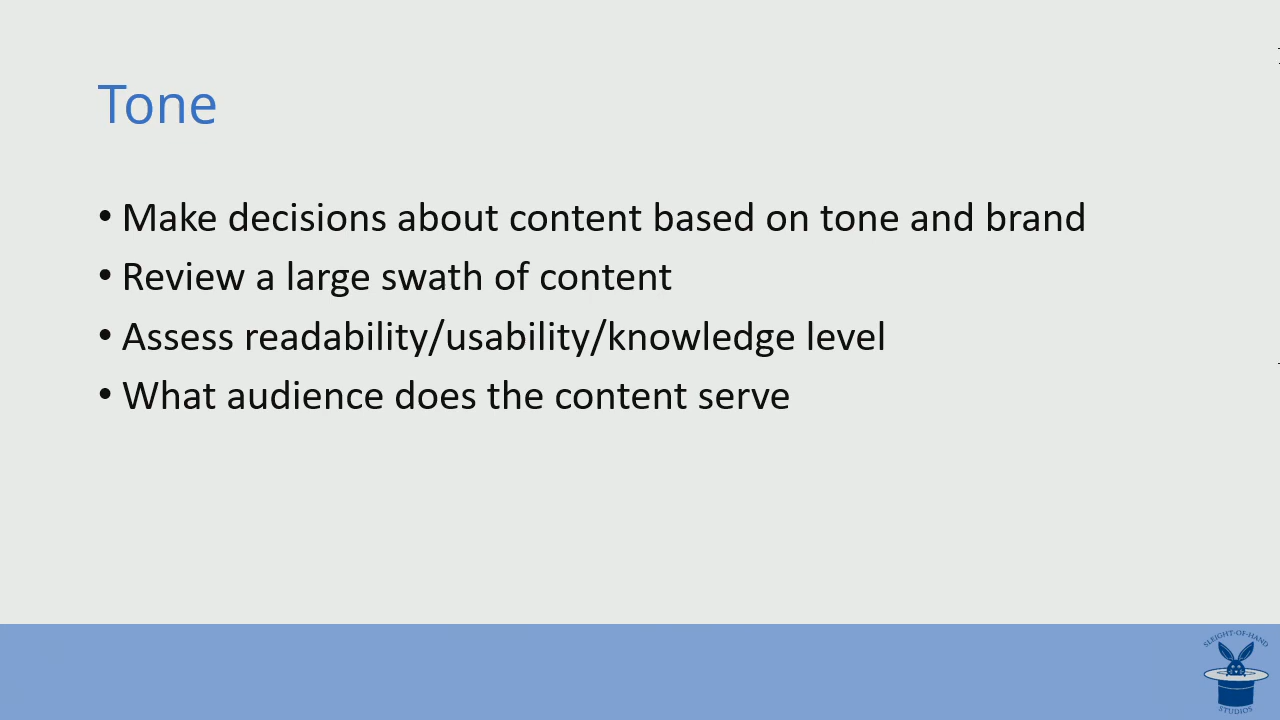 Tone
• Make decisions about content based on tone and brand
• Review a large swath of content
• Assess readability/usability/knowledge level
• What audience does the content serve
SLEIGHT-OF-HAND
STUDIOS